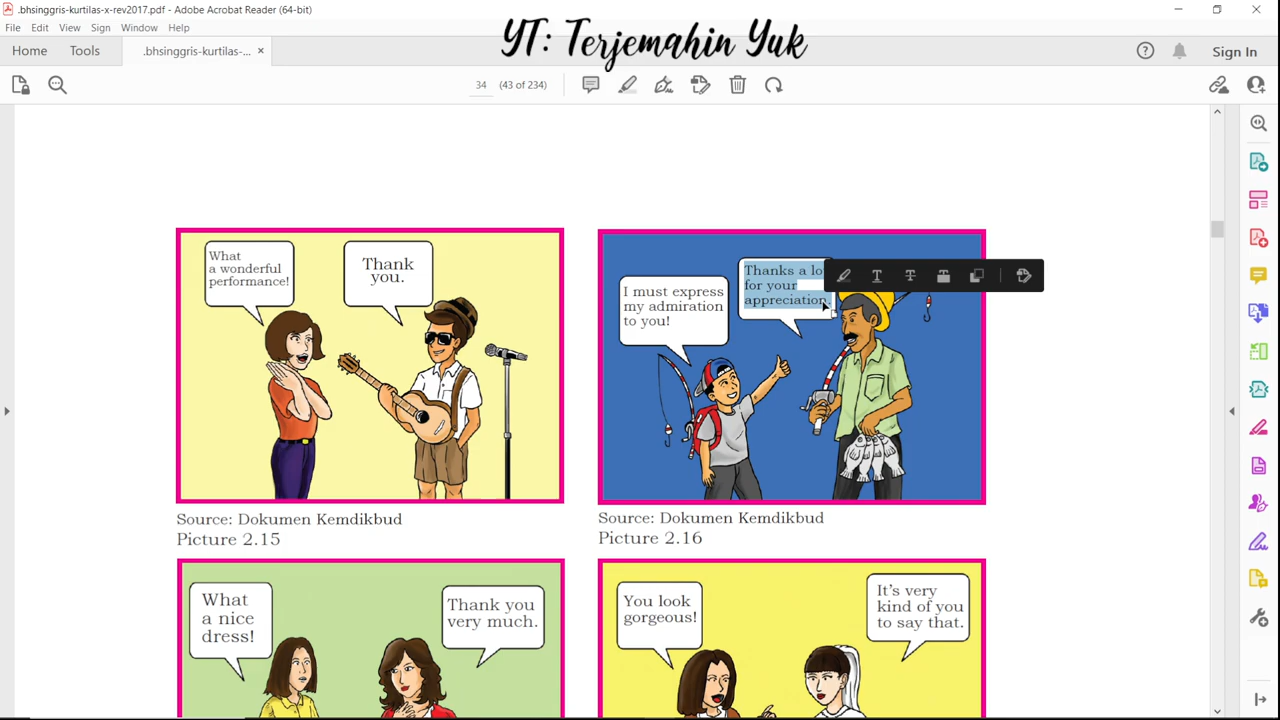 .bhsinggris-kurtilas-x-rev2017.pdf - Adobe Acrobat Reader (64-bit)
File Edit View Sign Window Help
YT: Terjemahin Yuk
Home Tools .bhsinggris-kurtilas-... × Sign In
34 (43 of 234)
What
a wonderful
performance!
Thank
you.
I must express
my admiration
to you!
Thanks a lo
for your
appreciation.
Source: Dokumen Kemdikbud
Picture 2.15
Source: Dokumen Kemdikbud
Picture 2.16
What
a nice
dress!
Thank you
very much.
You look
gorgeous!
It's very
kind of you
to say that.